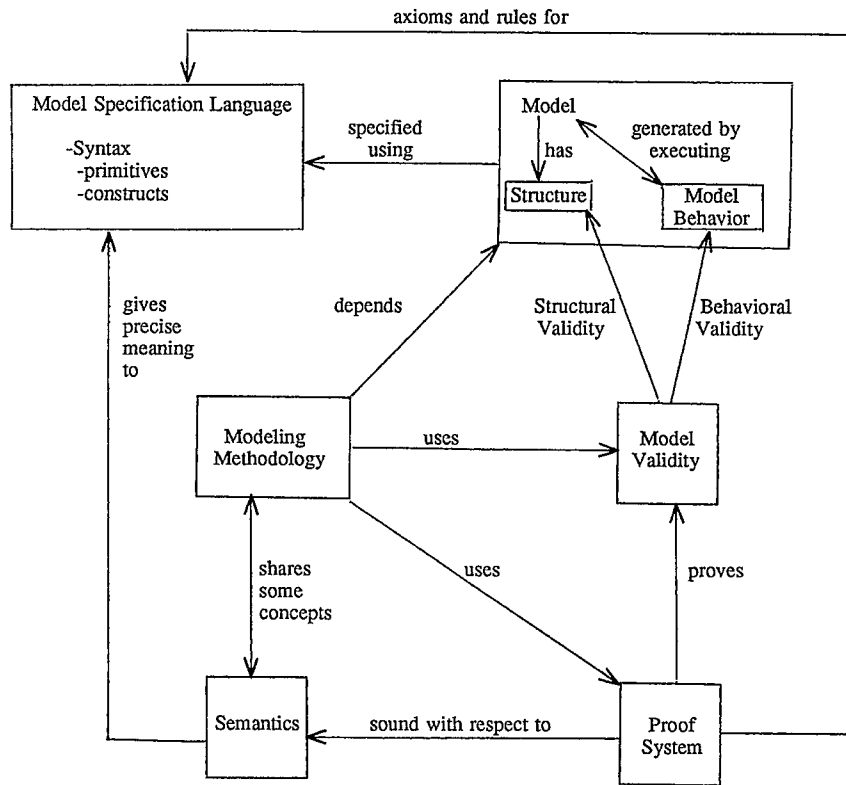 axioms and rules for
Model Specification Language
-Syntax
-primitives
-constructs
specified
using
Model
has
generated by
executing
Structure
Model
Behavior
gives
precise
meaning
to
depends
Structural
Validity
Behavioral
Validity
Modeling
Methodology
uses
Model
Validity
shares
some
concepts
uses
proves
Semantics
sound with respect to
Proof
System